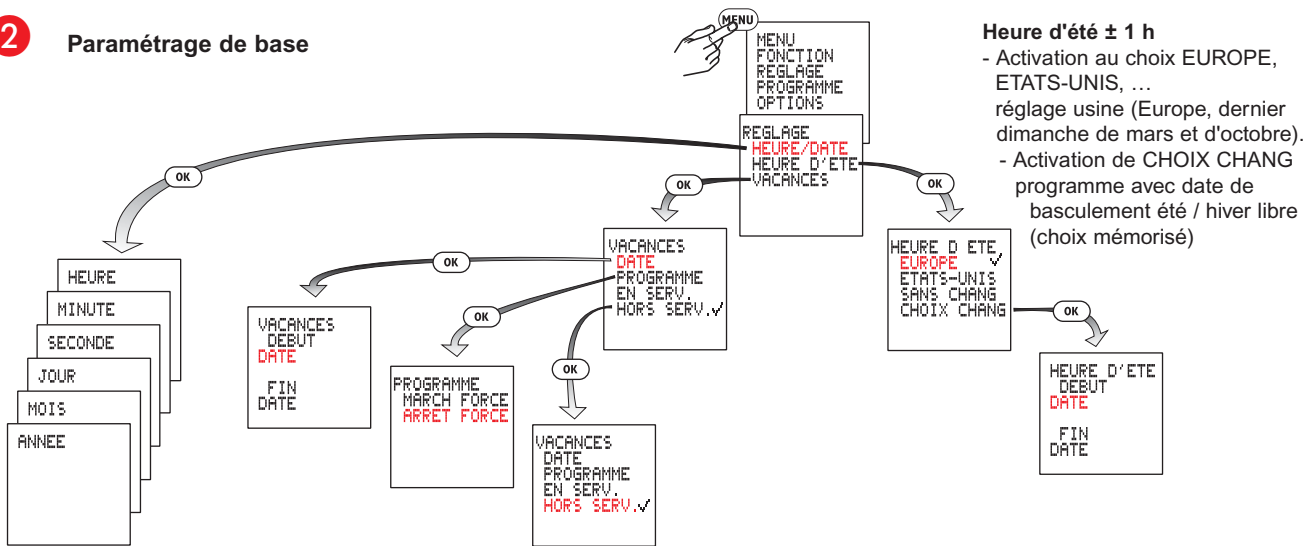 2
Paramétrage de base
MENU
MENU
FONCTION
REGLAGE
PROGRAMME
OPTIONS
REGLAGE
HEURE/DATE
HEURE D'ETE
VACANCES
Heure d'été ± 1 h
- Activation au choix EUROPE,
ETATS-UNIS, …
réglage usine (Europe, dernier
dimanche de mars et d'octobre).
- Activation de CHOIX CHANG
programme avec date de
basculement été / hiver libre
(choix mémorisé)
OK
OK
OK
HEURE
MINUTE
SECONDE
JOUR
MOIS
ANNEE
VACANCES
DATE
PROGRAMME
EN SERV.
HORS SERV.✓
OK
OK
OK
VACANCES
DEBUT
DATE
FIN
DATE
PROGRAMME
MARCH FORCE
ARRET FORCE
VACANCES
DATE
PROGRAMME
EN SERV.
HORS SERV.✓
HEURE D ETE
EUROPE ✓
ETATS-UNIS
SANS CHANG
CHOIX CHANG
OK
HEURE D'ETE
DEBUT
DATE
FIN
DATE